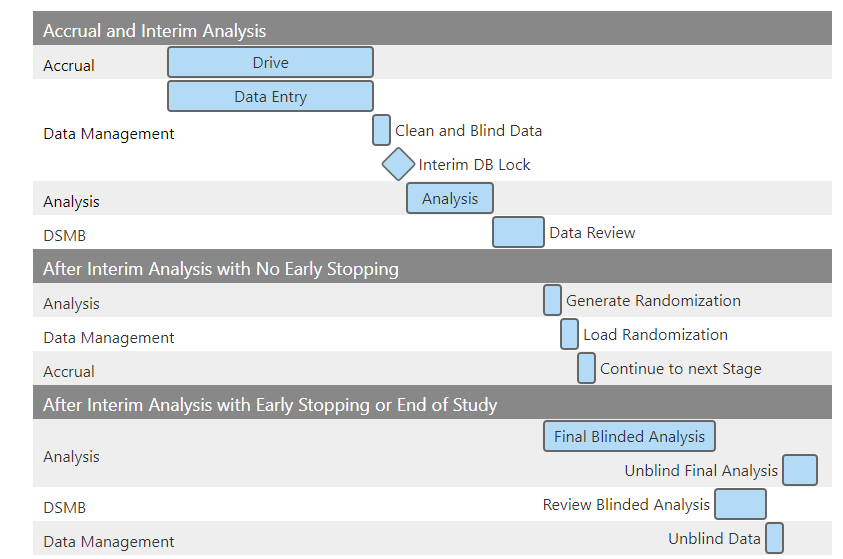 Accrual and Interim Analysis
Accrual
Drive
Data Entry
Data Management
Clean and Blind Data
Interim DB Lock
Analysis
Analysis
DSMB
Data Review
After Interim Analysis with No Early Stopping
Analysis
Generate Randomization
Data Management
Load Randomization
Accrual
Continue to next Stage
After Interim Analysis with Early Stopping or End of Study
Analysis
Final Blinded Analysis
Unblind Final Analysis
DSMB
Review Blinded Analysis
Data Management
Unblind Data